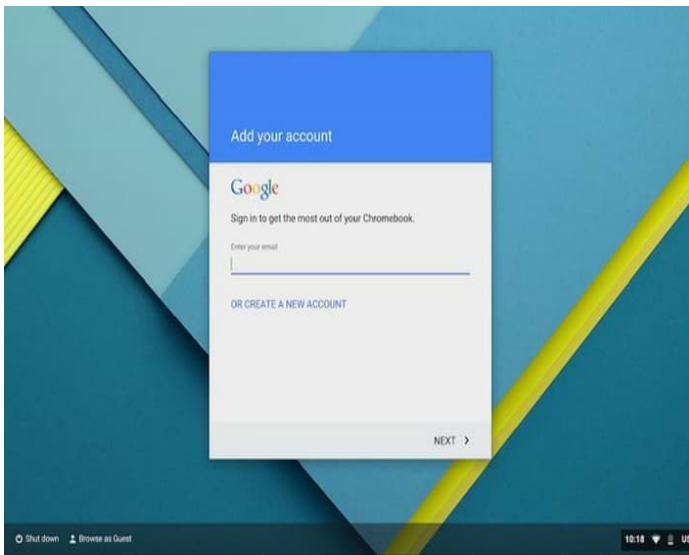 Add your account
Google
Sign in to get the most out of your Chromebook.
Enter your email
OR CREATE A NEW ACCOUNT
NEXT
Shut down Browse as Guest 10:18 US